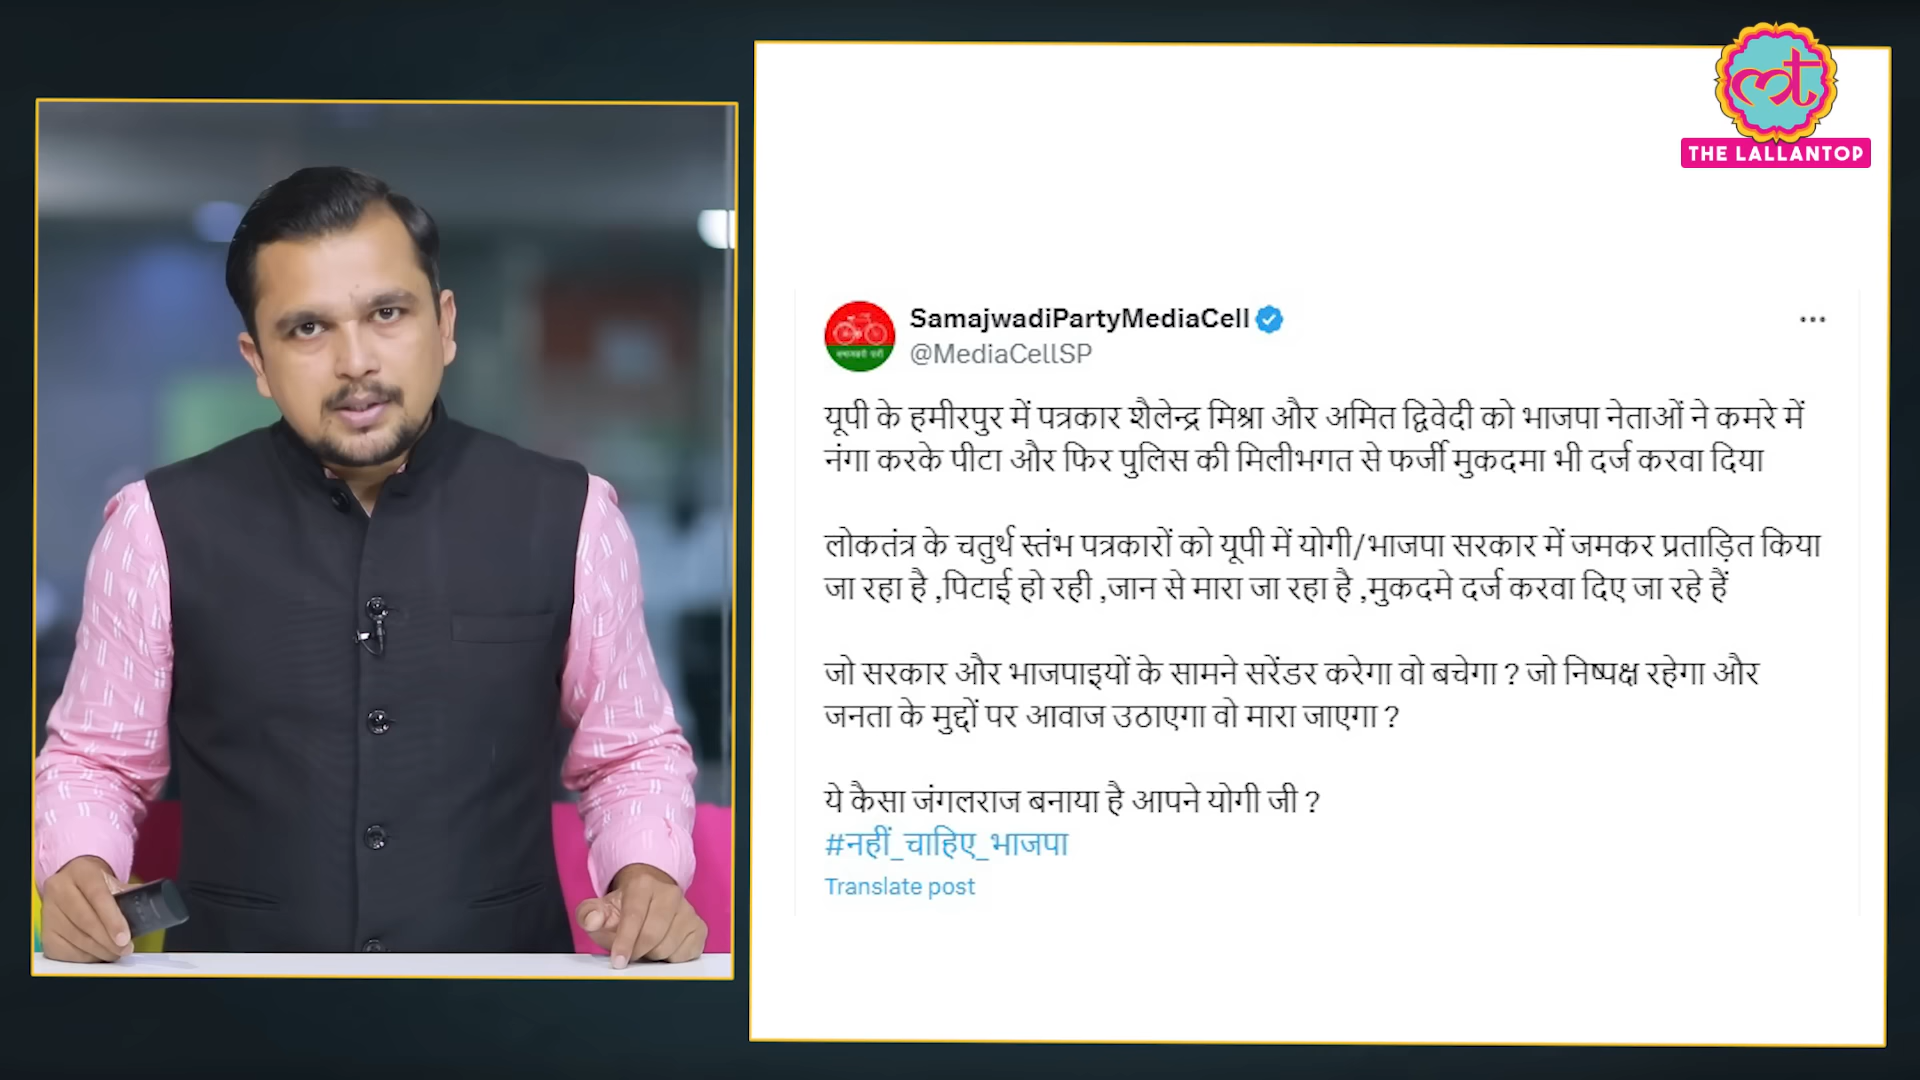 THE LALLANTOP
SamajwadiPartyMediaCell
@MediaCellSP
यूपी के हमीरपुर में पत्रकार शैलेन्द्र मिश्रा और अमित द्विवेदी को भाजपा नेताओं ने कमरे में
नंगा करके पीटा और फिर पुलिस की मिलीभगत से फर्जी मुकदमा भी दर्ज करवा दिया
लोकतंत्र के चतुर्थ स्तंभ पत्रकारों को यूपी में योगी/भाजपा सरकार में जमकर प्रताड़ित किया
जा रहा है ,पिटाई हो रही ,जान से मारा जा रहा है ,मुकदमे दर्ज करवा दिए जा रहे हैं
जो सरकार और भाजपाइयों के सामने सरेंडर करेगा वो बचेगा ? जो निष्पक्ष रहेगा और
जनता के मुद्दों पर आवाज उठाएगा वो मारा जाएगा ?
ये कैसा जंगलराज बनाया है आपने योगी जी ?
#नहीं_चाहिए_भाजपा
Translate post